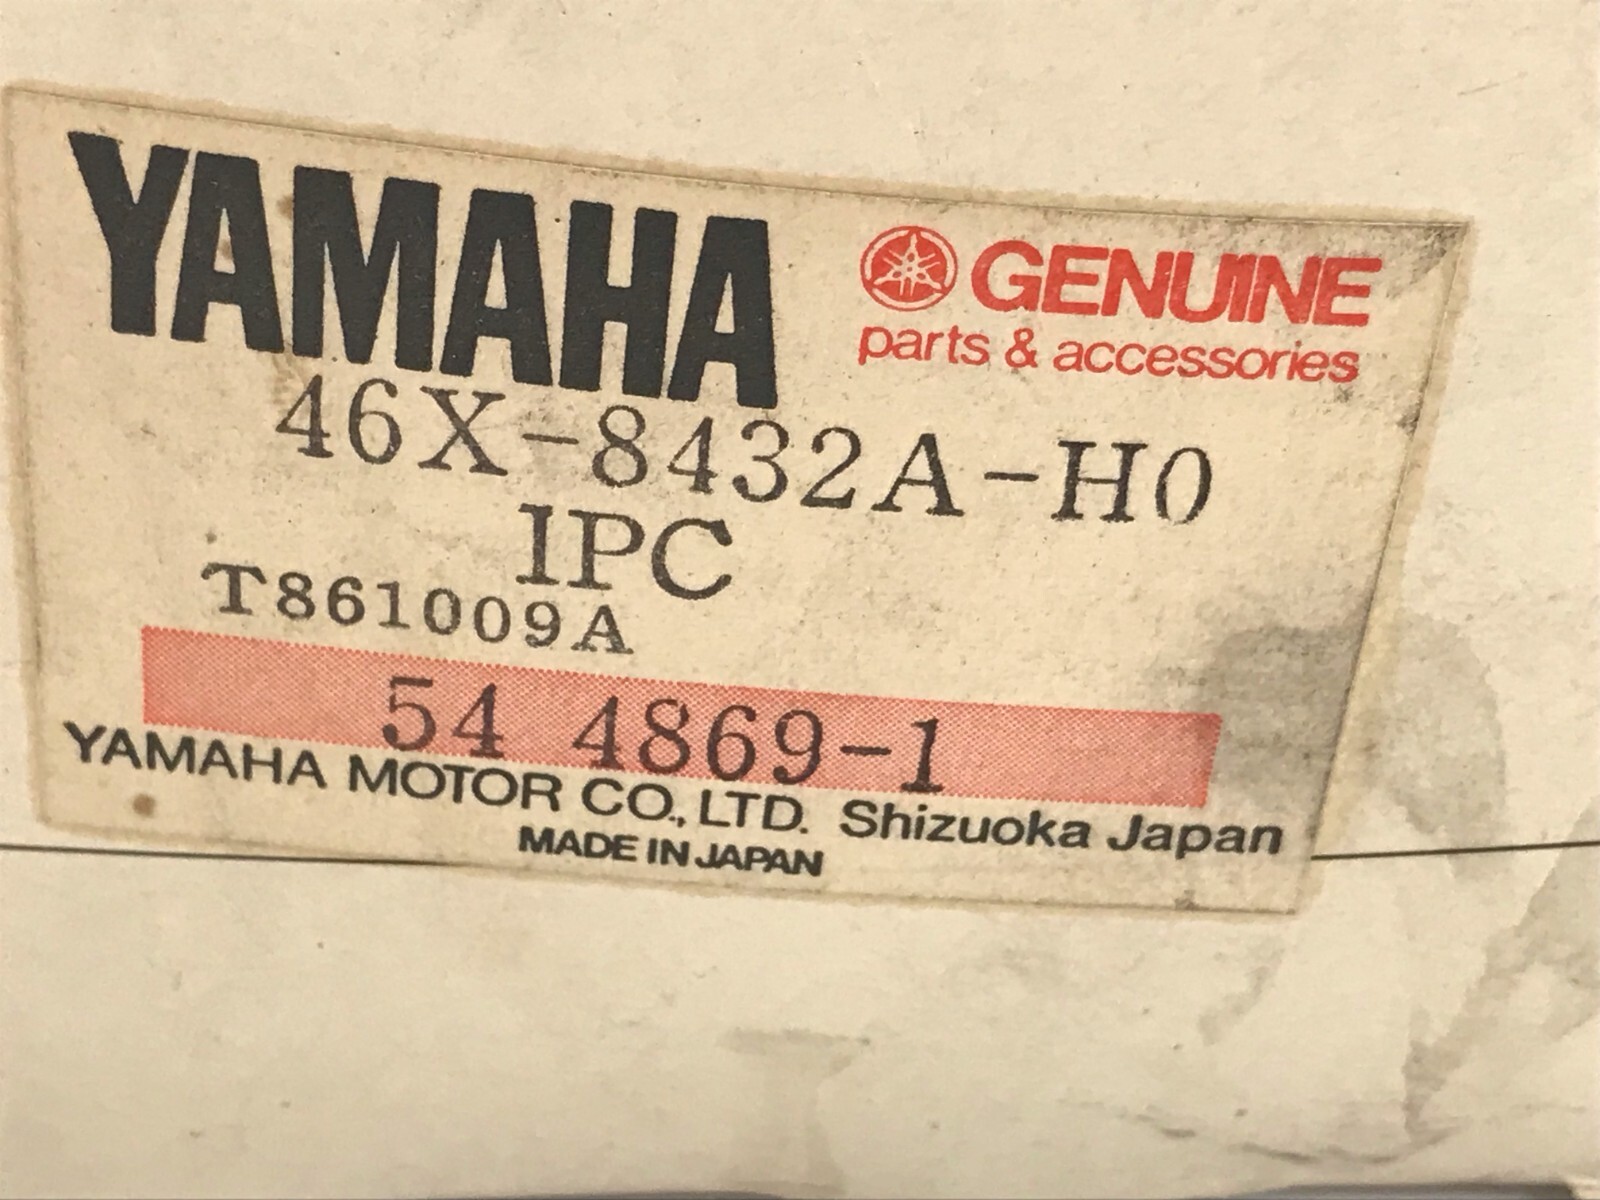 YAMAHA
GENUINE
parts & accessories
46X-8432A-H0
1PC
T861009A
54 4869-1
YAMAHA MOTOR CO., LTD. Shizuoka Japan
MADE IN JAPAN